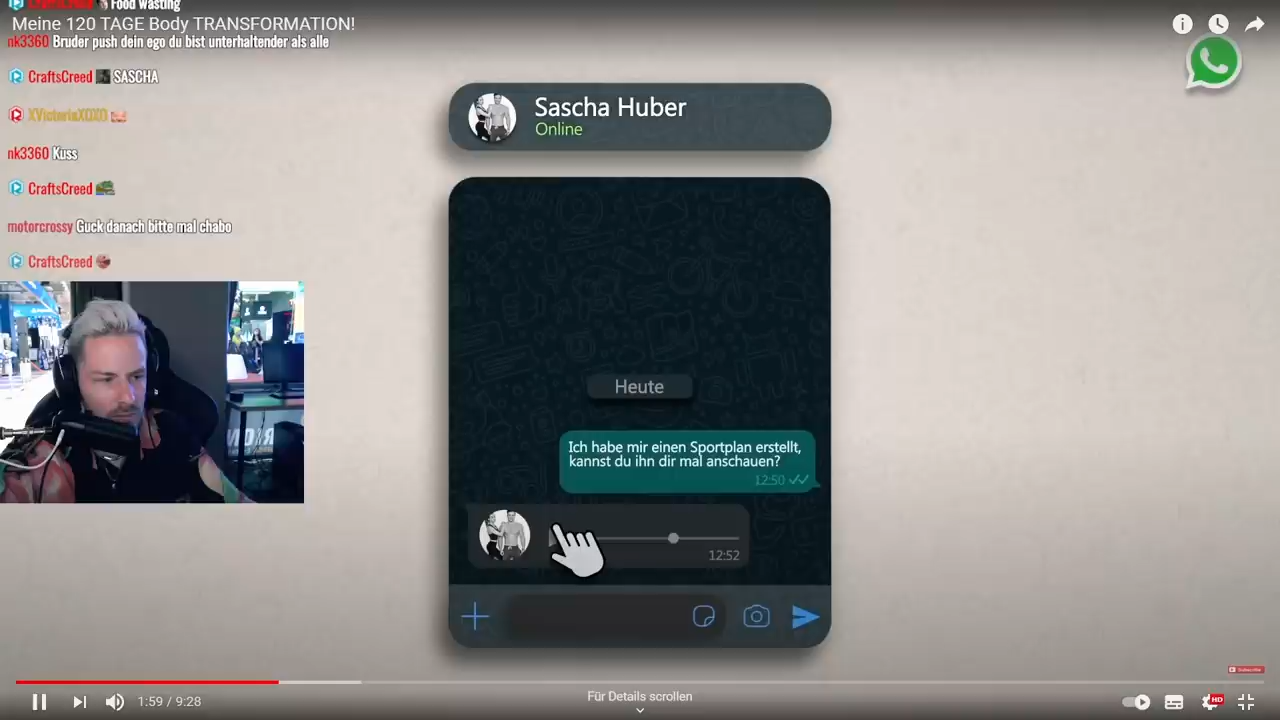 Food Wasting
Meine 120 TAGE Body TRANSFORMATION!
nk3360 Bruder push dein ego du bist unterhaltender als alle
CraftsCreed SASCHA
XVictoriaXOXO
nk3360 Kuss
CraftsCreed
motorcrossy Guck danach bitte mal chabo
CraftsCreed
Sascha Huber
Online
Heute
Ich habe mir einen Sportplan erstellt,
kannst du ihn dir mal anschauen?
12:50
12:52
1:59 / 9:28
Für Details scrollen
HD